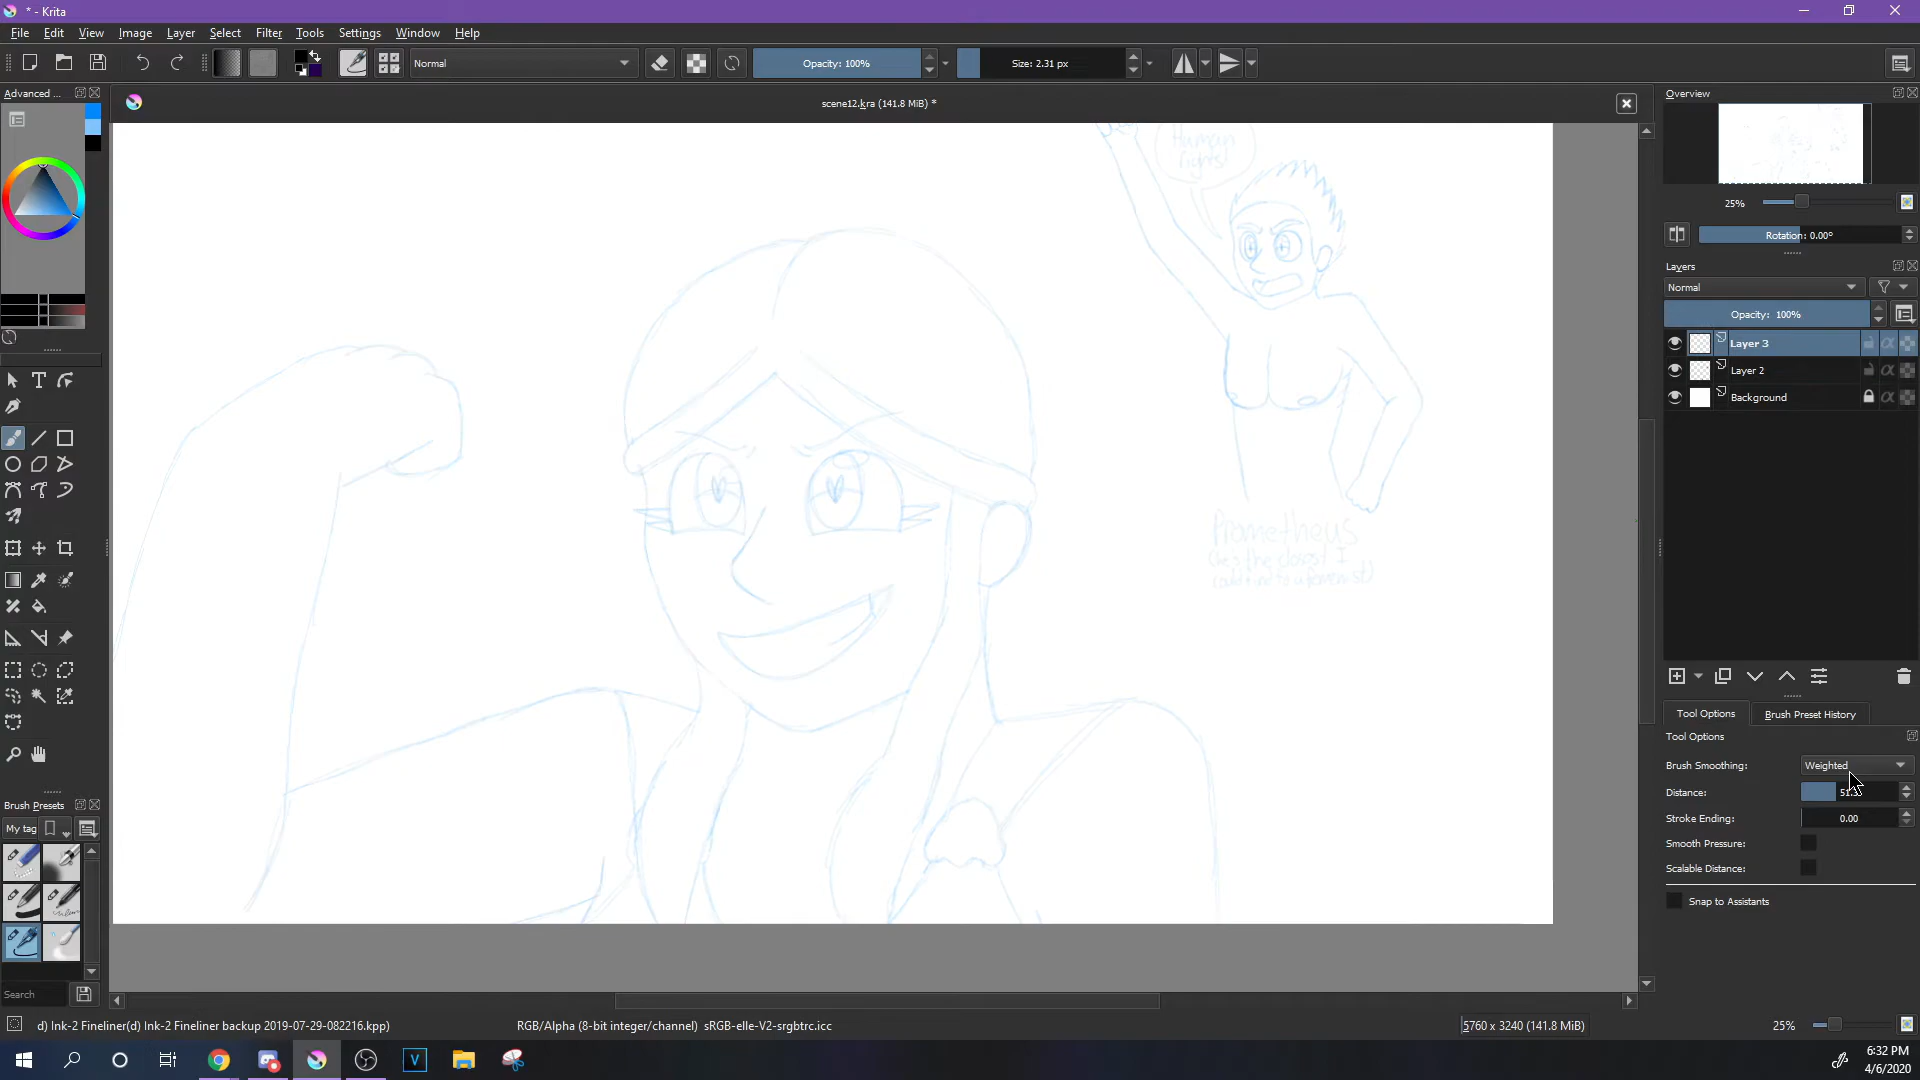 * - Krita
File Edit View Image Layer Select Filter Tools Settings Window Help
Normal Opacity: 100% Size: 2.31 px
Advanced ...
scene12.kra (141.8 MiB) *
Overview
25%
Rotation: 0.00°
Layers
Normal
Opacity: 100%
Layer 3
Layer 2
Background
Human
rights!
Prometheus
(he's the closest I
could find to a feminist)
Tool Options Brush Preset History
Tool Options
Brush Smoothing: Weighted
Distance:
Stroke Ending: 0.00
Smooth Pressure:
Scalable Distance:
Snap to Assistants
Brush Presets
My tag
Search
d) Ink-2 Fineliner(d) Ink-2 Fineliner backup 2019-07-29-082216.kpp)
RGB/Alpha (8-bit integer/channel) sRGB-elle-V2-srgbtrc.icc
5760 x 3240 (141.8 MiB)
25%
V
6:32 PM
4/6/2020